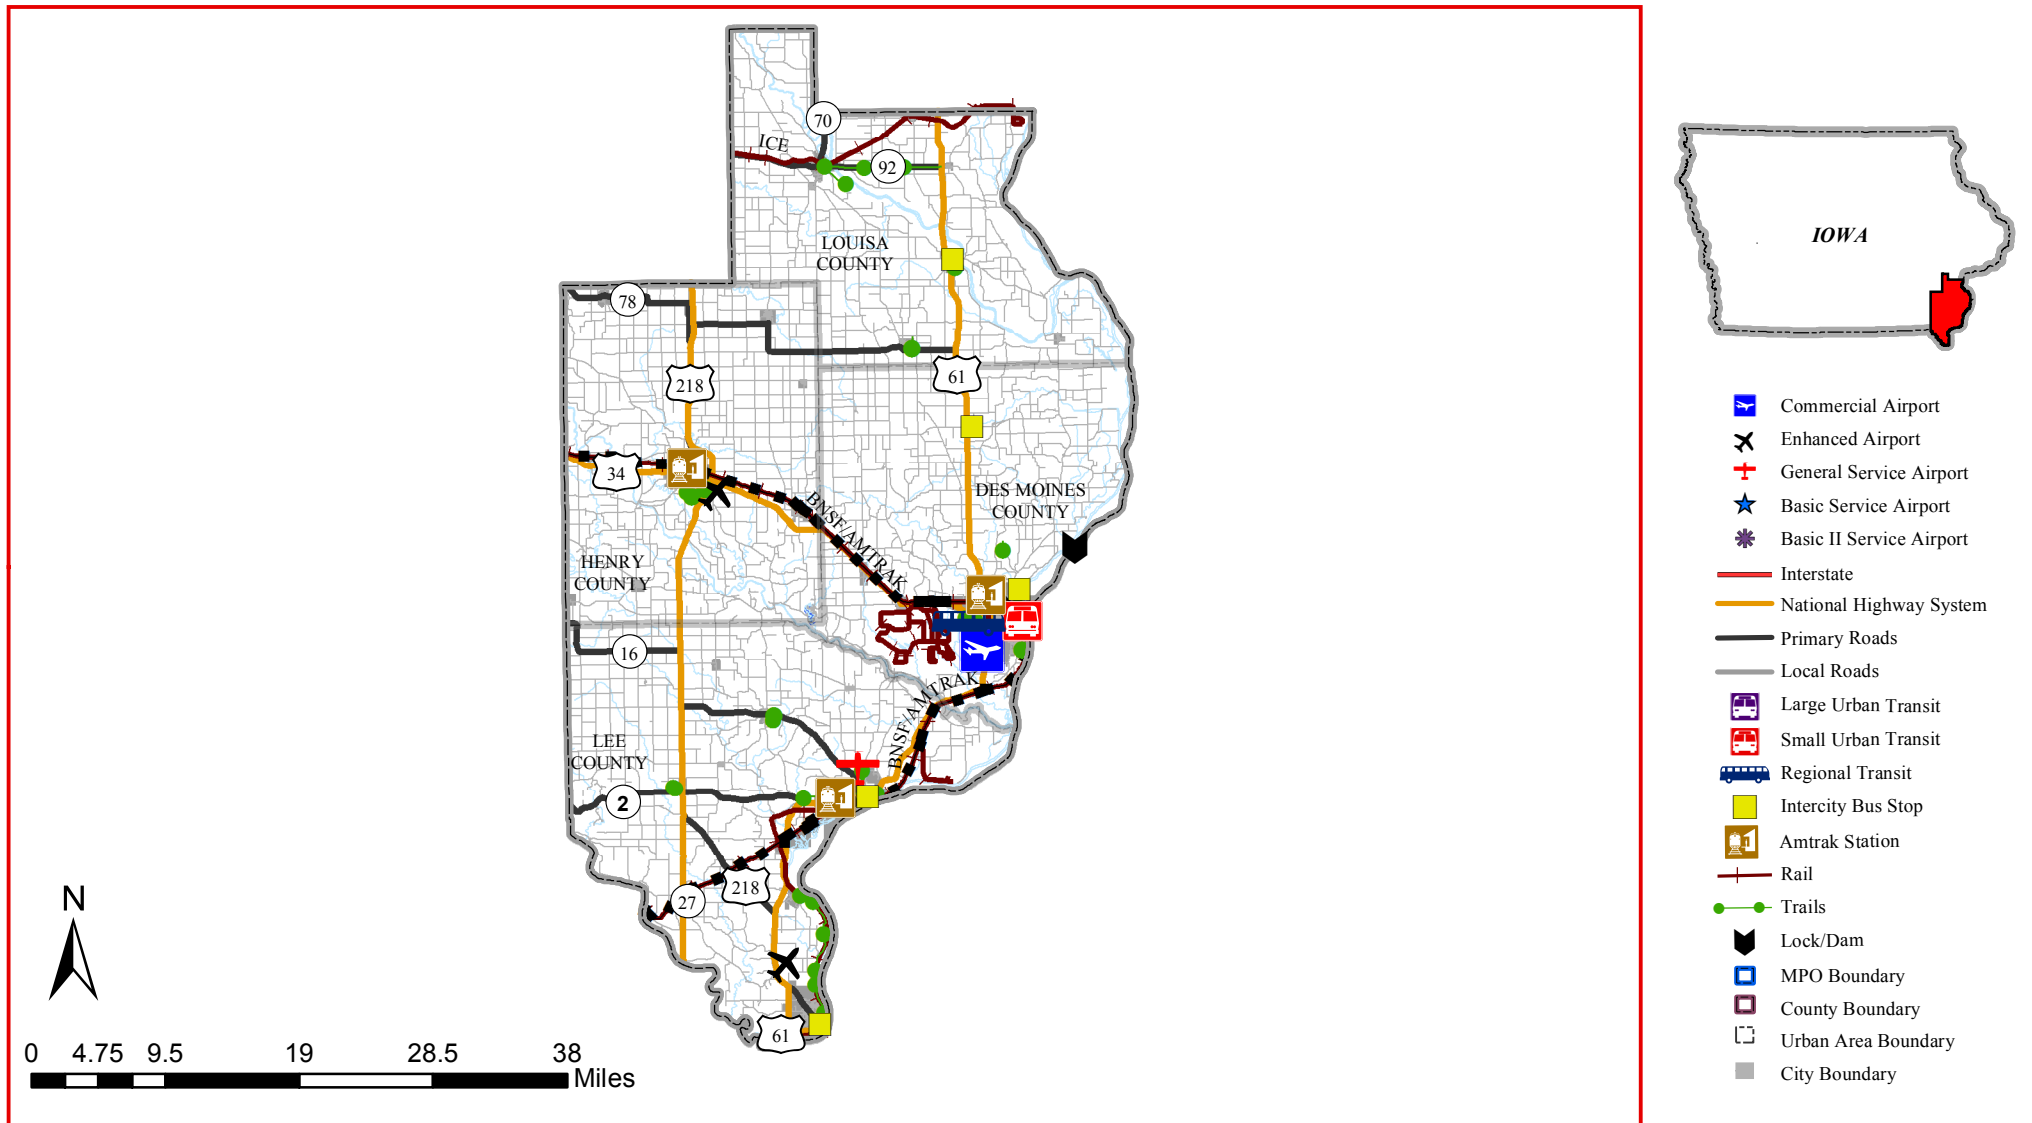 70
ICE
92
LOUISA
COUNTY
78
218
61
34
BNSF/AMTRAK
DES MOINES
COUNTY
HENRY
COUNTY
16
BNSF/AMTRAK
LEE
COUNTY
2
218
27
61
N
0 4.75 9.5 19 28.5 38
Miles
IOWA
Commercial Airport
Enhanced Airport
General Service Airport
Basic Service Airport
Basic II Service Airport
Interstate
National Highway System
Primary Roads
Local Roads
Large Urban Transit
Small Urban Transit
Regional Transit
Intercity Bus Stop
Amtrak Station
Rail
Trails
Lock/Dam
MPO Boundary
County Boundary
Urban Area Boundary
City Boundary